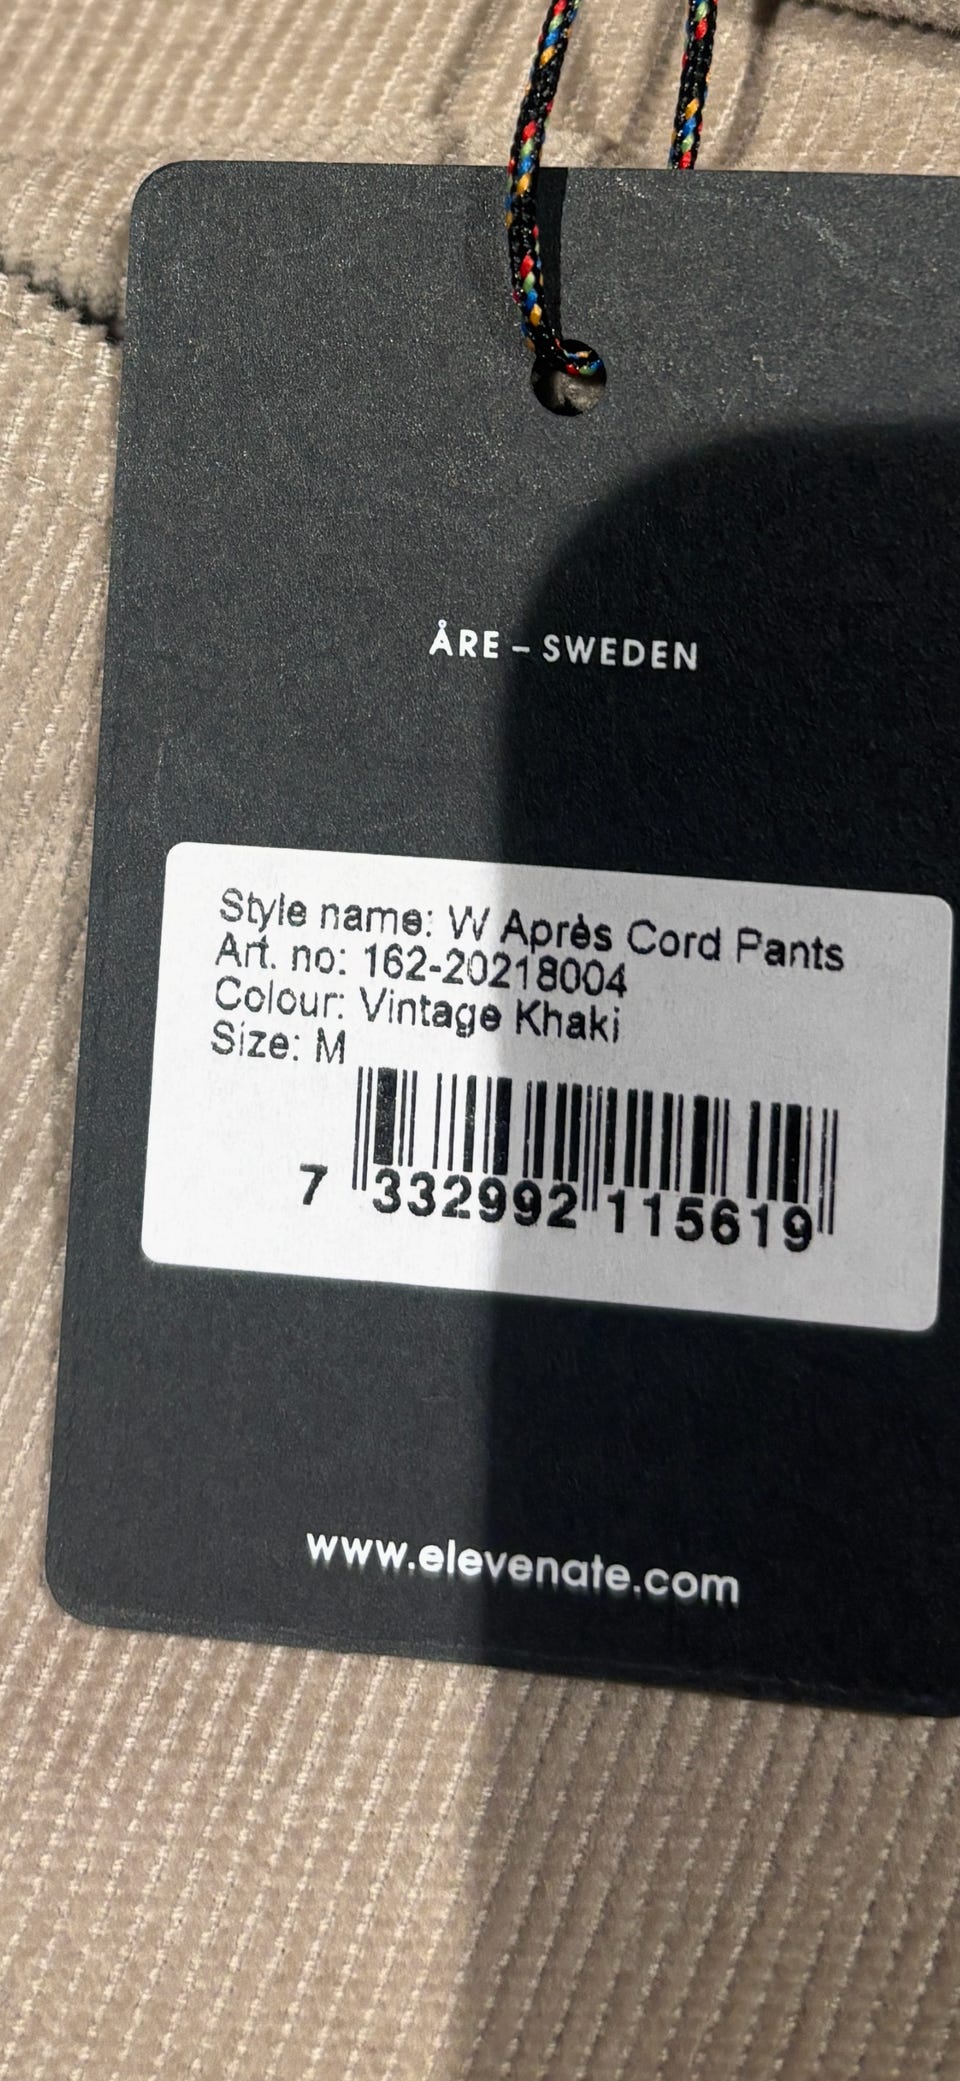 ÅRE – SWEDEN
Style name: W Après Cord Pants
Art. no: 162-20218004
Colour: Vintage Khaki
Size: M
7 332992 115619
www.elevenate.com